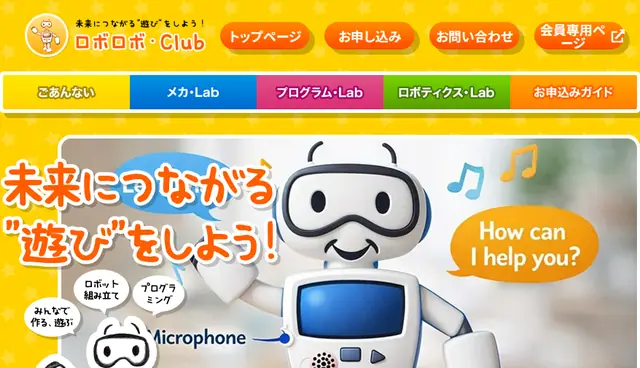 未来につながる"遊び"をしよう!
ロボロボ・Club
トップページ
お申し込み
お問い合わせ
会員専用ペ
ージ
ごあんない
メカ・Lab
プログラム・Lab
ロボティクス・Lab
お申込みガイド
未来につながる
"遊び"をしよう!
How can
I help you?
ロボット
組み立て
プログラ
ミング
みんなで
作る、遊ぶ
Microphone